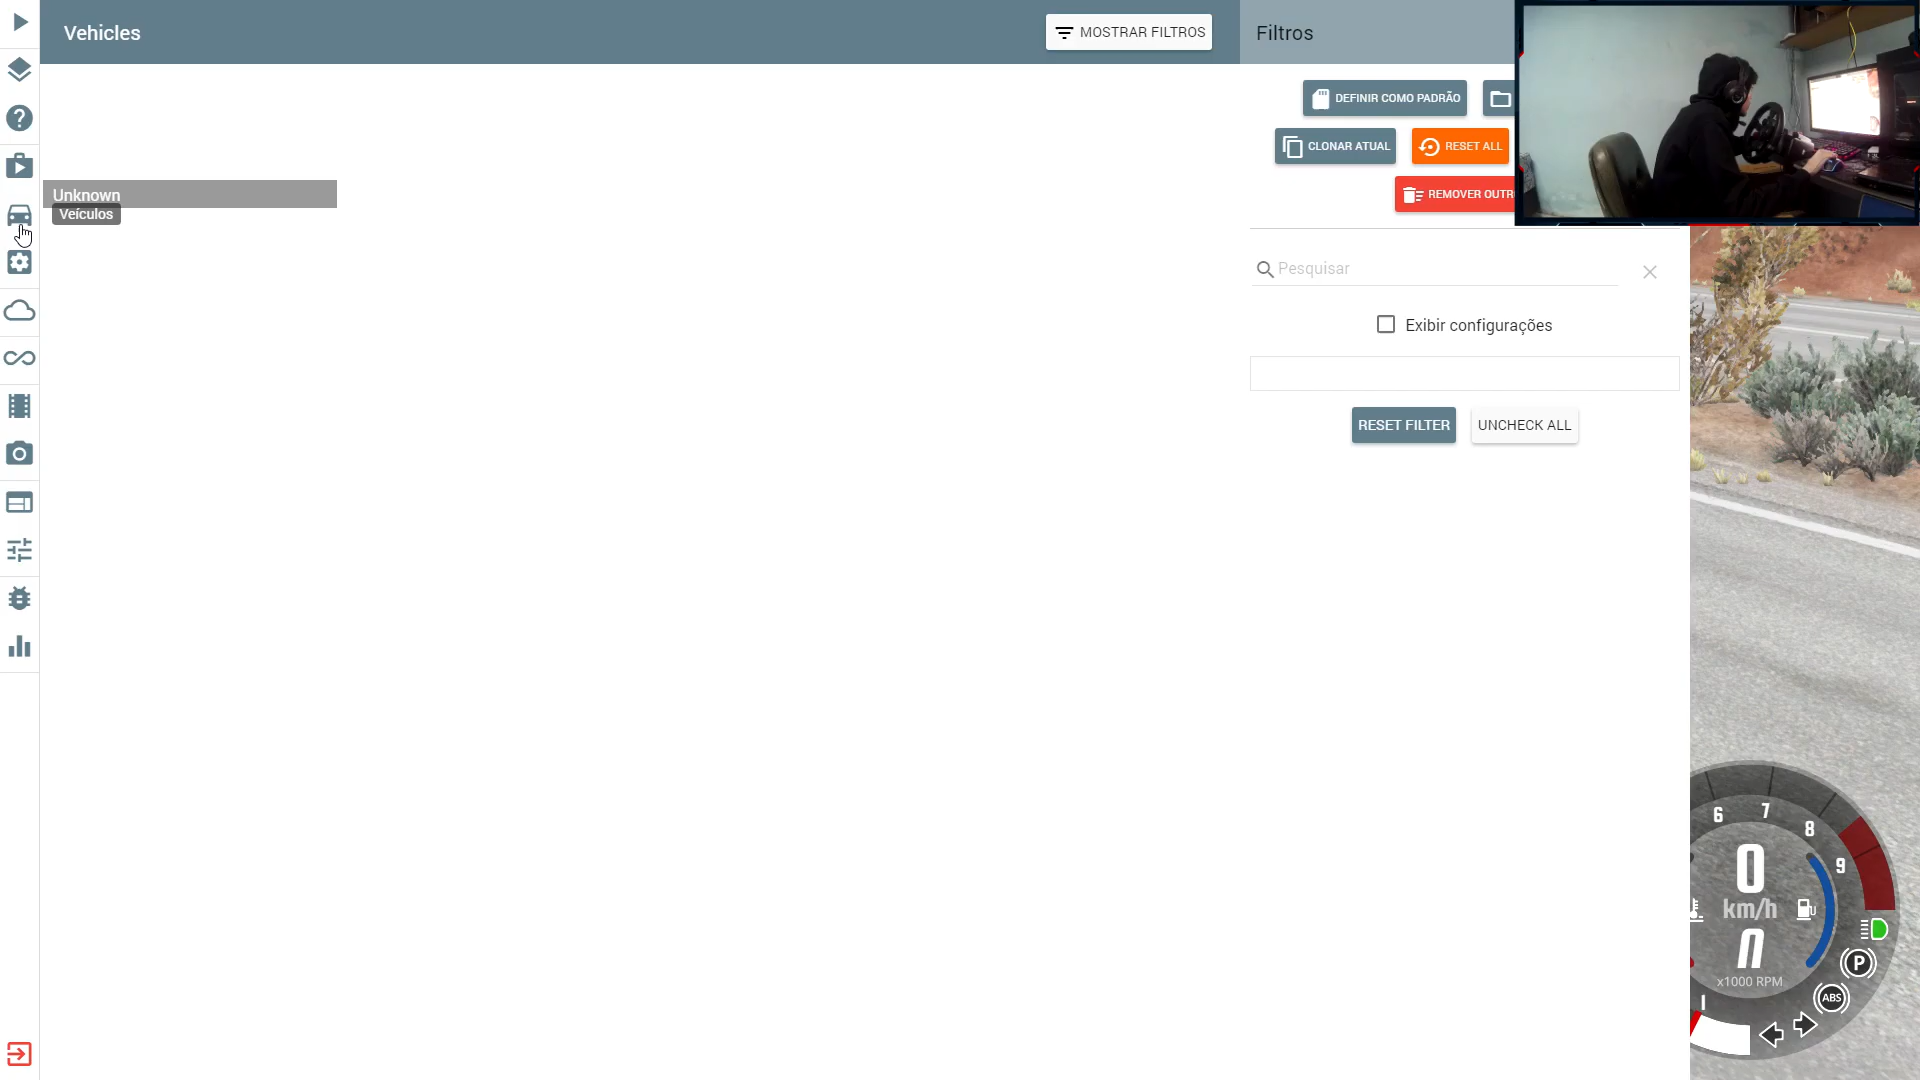 Vehicles
MOSTRAR FILTROS
Filtros
DEFINIR COMO PADRÃO
CLONAR ATUAL
RESET ALL
REMOVER OUTR
Unknown
Veículos
Pesquisar
Exibir configurações
RESET FILTER
UNCHECK ALL
6
7
8
9
0
km/h
n
x1000 RPM
P
ABS